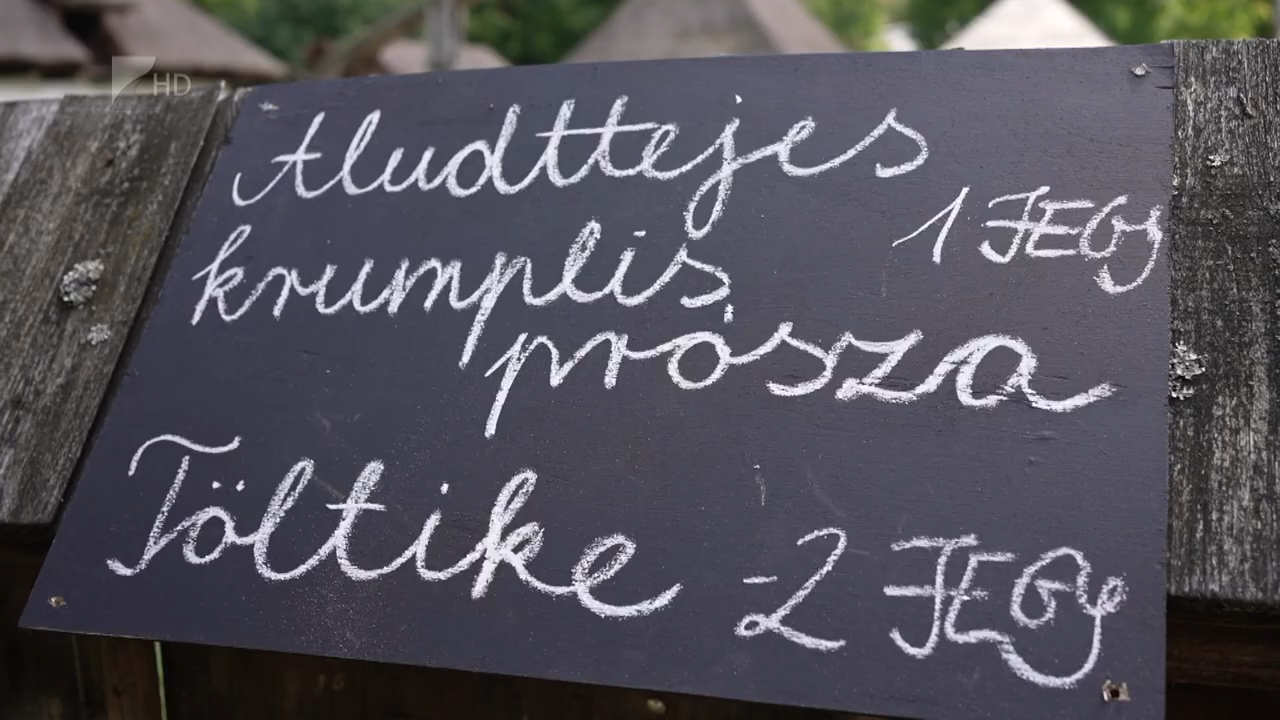 HD
Aludttejes
1 JEGY
krumplis
prósza
Töltike -2 JEGY